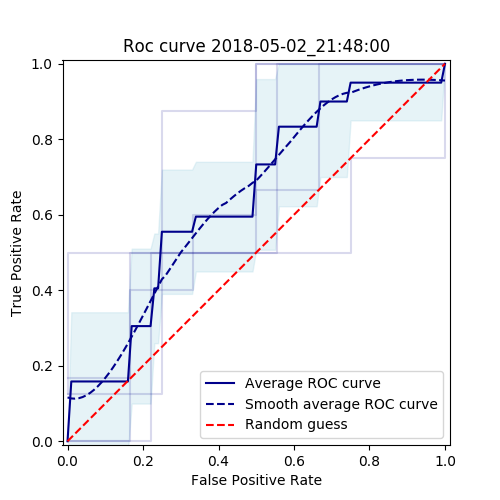 Roc curve 2018-05-02_21:48:00
True Positive Rate
1.0
0.8
0.6
0.4
0.2
0.0
Average ROC curve
Smooth average ROC curve
Random guess
0.0 0.2 0.4 0.6 0.8 1.0
False Positive Rate